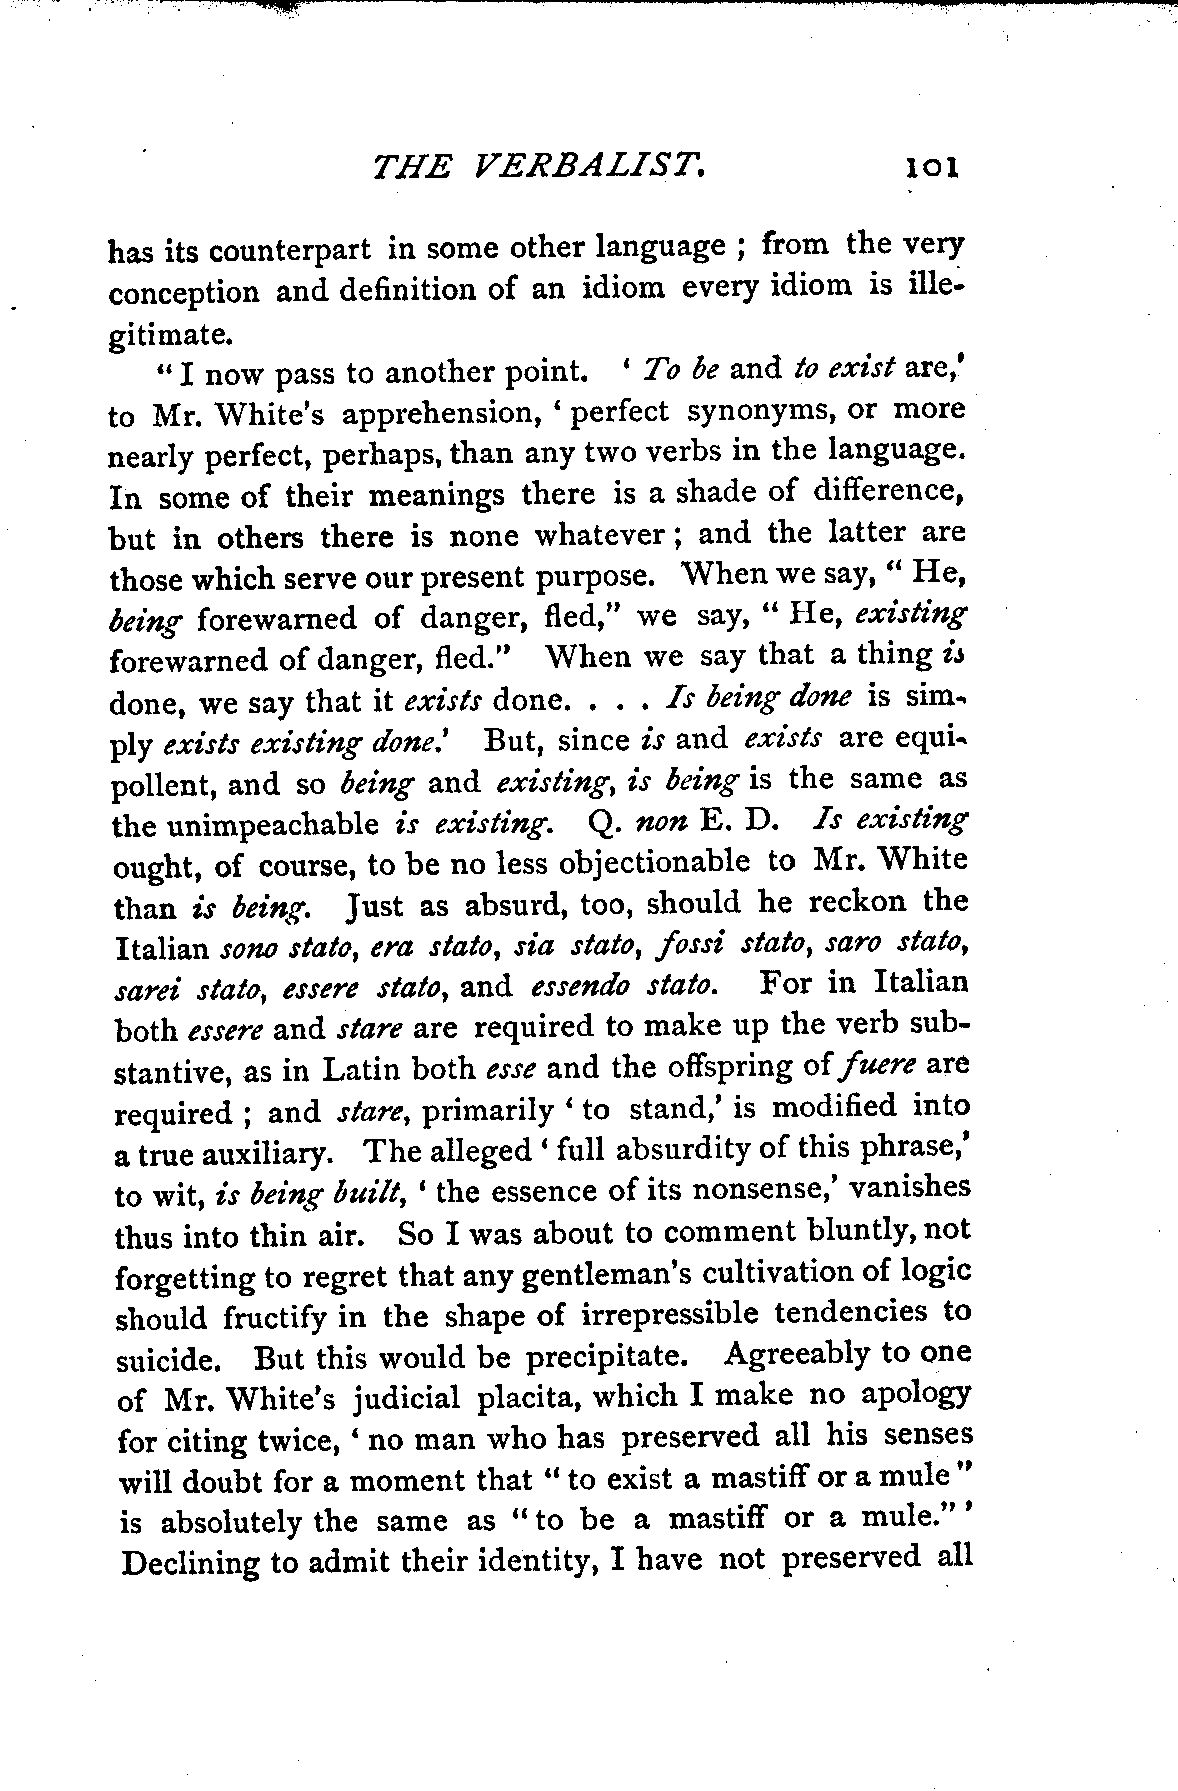 THE VERBALIST. 101
has its counterpart in some other language ; from the very
conception and definition of an idiom every idiom is ille-
gitimate.
“ I now pass to another point. ‘ To be and to exist are,’
to Mr. White's apprehension, ‘ perfect synonyms, or more
nearly perfect, perhaps, than any two verbs in the language.
In some of their meanings there is a shade of difference,
but in others there is none whatever ; and the latter are
those which serve our present purpose. When we say, “ He,
being forewarned of danger, fled,” we say, “ He, existing
forewarned of danger, fled.” When we say that a thing is
done, we say that it exists done. . . . Is being done is sim-
ply exists existing done.’ But, since is and exists are equi-
pollent, and so being and existing, is being is the same as
the unimpeachable is existing. Q. non E. D. Is existing
ought, of course, to be no less objectionable to Mr. White
than is being. Just as absurd, too, should he reckon the
Italian sono stato, era stato, sia stato, fossi stato, saro stato,
sarei stato, essere stato, and essendo stato. For in Italian
both essere and stare are required to make up the verb sub-
stantive, as in Latin both esse and the offspring of fuere are
required ; and stare, primarily ‘ to stand,’ is modified into
a true auxiliary. The alleged ‘ full absurdity of this phrase,’
to wit, is being built, ‘ the essence of its nonsense,’ vanishes
thus into thin air. So I was about to comment bluntly, not
forgetting to regret that any gentleman's cultivation of logic
should fructify in the shape of irrepressible tendencies to
suicide. But this would be precipitate. Agreeably to one
of Mr. White's judicial placita, which I make no apology
for citing twice, ‘ no man who has preserved all his senses
will doubt for a moment that “ to exist a mastiff or a mule ”
is absolutely the same as “ to be a mastiff or a mule.” ’
Declining to admit their identity, I have not preserved all